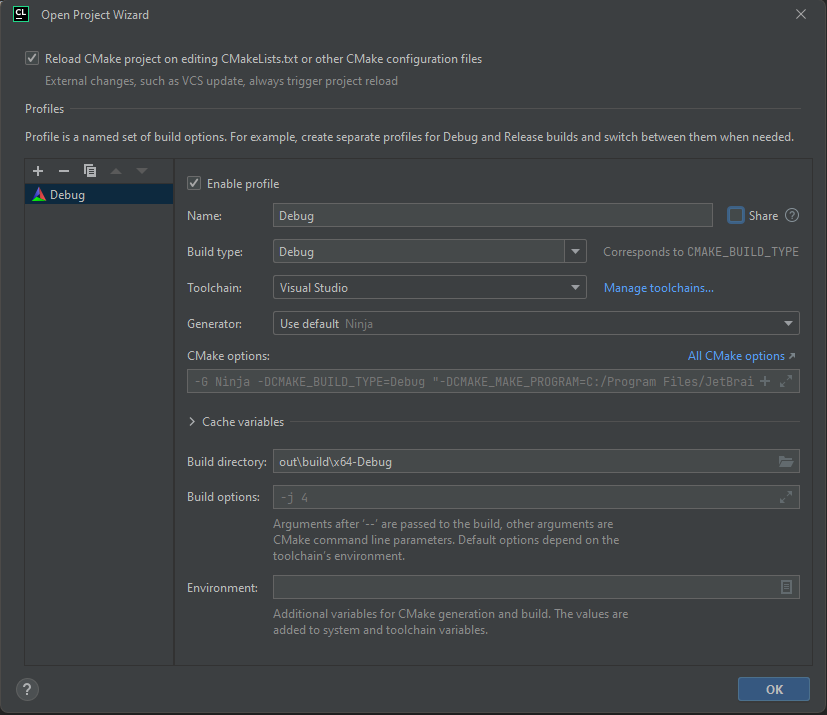 CL
Open Project Wizard
Reload CMake project on editing CMakeLists.txt or other CMake configuration files
External changes, such as VCS update, always trigger project reload
Profiles
Profile is a named set of build options. For example, create separate profiles for Debug and Release builds and switch between them when needed.
Debug
Enable profile
Name: Debug Share ?
Build type: Debug Corresponds to CMAKE_BUILD_TYPE
Toolchain: Visual Studio Manage toolchains...
Generator: Use default Ninja
CMake options: All CMake options
-G Ninja -DCMAKE_BUILD_TYPE=Debug "-DCMAKE_MAKE_PROGRAM=C:/Program Files/JetBrai
Cache variables
Build directory: out\build\x64-Debug
Build options: -j 4
Arguments after '--' are passed to the build, other arguments are
CMake command line parameters. Default options depend on the
toolchain's environment.
Environment:
Additional variables for CMake generation and build. The values are
added to system and toolchain variables.
? OK